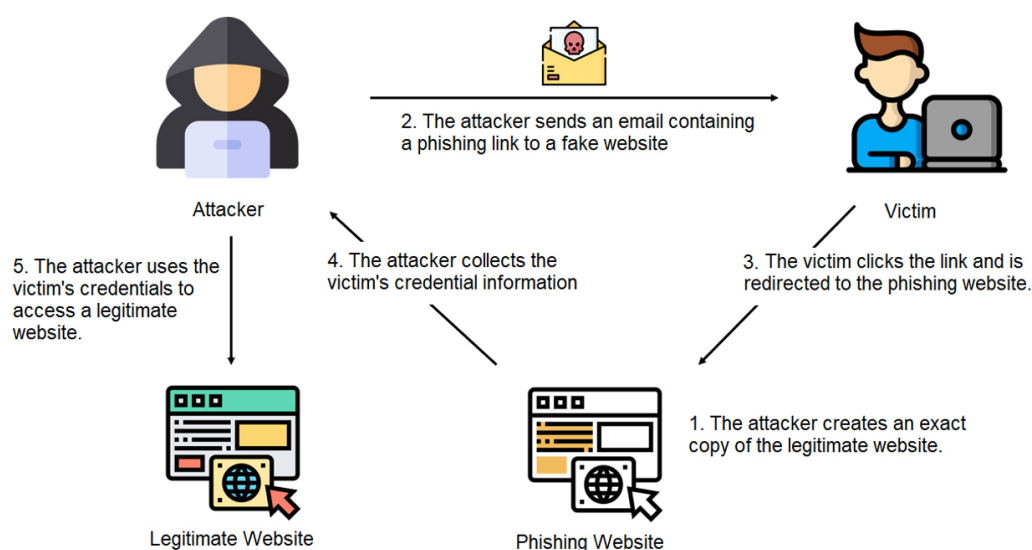 2. The attacker sends an email containing
a phishing link to a fake website
Attacker
Victim
5. The attacker uses the
victim's credentials to
access a legitimate
website.
4. The attacker collects the
victim's credential information
3. The victim clicks the link and is
redirected to the phishing website.
1. The attacker creates an exact
copy of the legitimate website.
Legitimate Website
Phishing Website